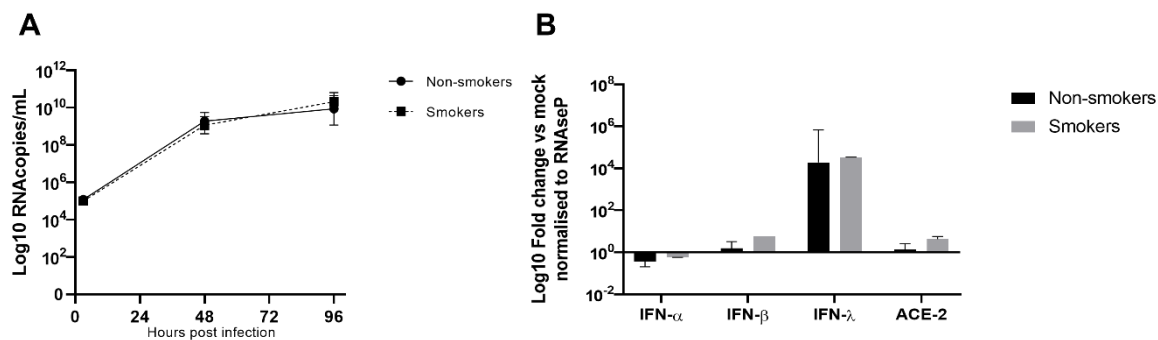 A
Log10 RNAcopies/mL
10^12
10^10
10^8
10^6
10^4
10^2
0
0 24 48 72 96
Hours post infection
Non-smokers
Smokers
B
Log10 Fold change vs mock
normalised to RNAseP
10^8
10^6
10^4
10^2
10^0
10^-2
IFN-α IFN-β IFN-λ ACE-2
Non-smokers
Smokers